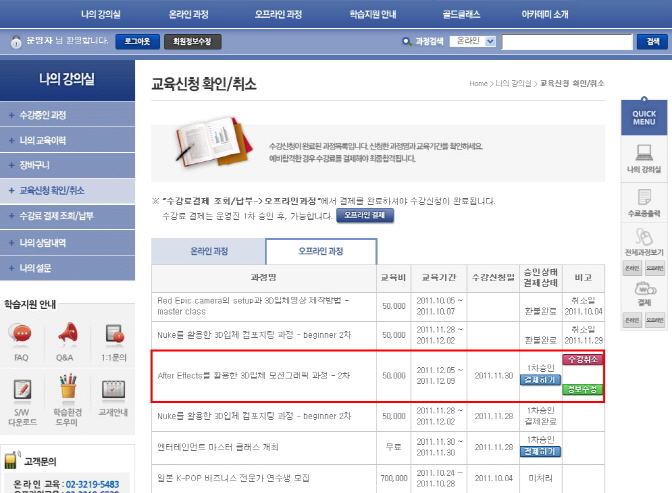 나의 강의실 온라인 과정 오프라인 과정 학습지원 안내 골드클래스 아카데미 소개
운영자 님 환영합니다. 로그아웃 회원정보수정 과정검색 온라인 검색
나의 강의실
+ 수강중인 과정
+ 나의 교육이력
+ 장바구니
+ 교육신청 확인/취소
+ 수강료 결제 조회/납부
+ 나의 상담내역
+ 나의 설문
학습지원 안내
FAQ Q&A 1:1문의
S/W 다운로드
학습환경 도우미
교재안내
고객문의
온라인 교육 : 02-3219-5483
교육신청 확인/취소
Home > 나의 강의실 > 교육신청 확인/취소
수강신청이 완료된 과정목록입니다. 신청한 과정명과 교육기간를 확인하세요.
예비합격한 경우 수강료를 결제해야 최종합격됩니다.
※ "수강료결제 조회/납부->오프라인과정"에서 결제를 완료하셔야 수강신청이 완료됩니다.
수강료 결제는 운영진 1차 승인 후, 가능합니다. 오프라인 결제
온라인 과정 오프라인 과정
과정명 교육비 교육기간 수강신청일 승인상태 결제상태 비고
Red Epic camera의 setup과 3D입체영상 제작방법 - master class 50,000 2011.10.05 ~ 2011.10.07 환불완료 취소일 2011.10.04
Nuke를 활용한 3D입체 컴포지팅 과정 - beginner 2차 50,000 2011.11.28 ~ 2011.12.02 환불완료 취소일 2011.11.29
After Effects를 활용한 3D입체 모션그래픽 과정 - 2차 50,000 2011.12.05 ~ 2011.12.09 2011.11.30 1차승인 결제하기 수강취소 정보수정
Nuke를 활용한 3D입체 컴포지팅 과정 - beginner 2차 50,000 2011.11.28 ~ 2011.12.02 2011.11.28 1차승인 결제완료
엔터테인먼트 마스터 클래스 개최 무료 2011.11.30 ~ 2011.11.30 2011.11.28 1차승인 결제하기
일본 K-POP 비즈니스 전문가 연수생 모집 700,000 2011.10.24 ~ 2011.10.28 2011.10.04 미처리
QUICK
MENU
나의 강의실
수료증출력
전체과정보기
온라인 오프라인
결제
온라인 오프라인